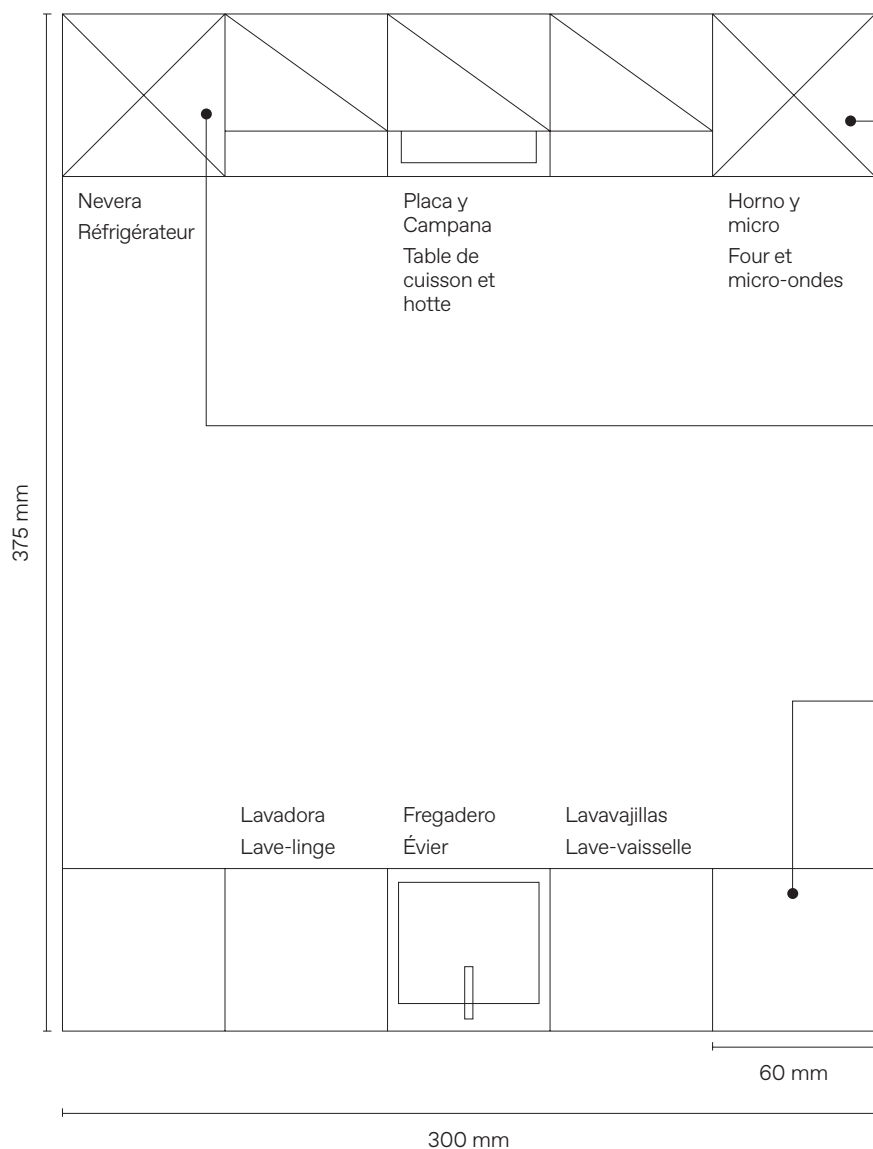 Nevera
Réfrigérateur
Placa y
Campana
Table de
cuisson et
hotte
Horno y
micro
Four et
micro-ondes
375 mm
Lavadora
Lave-linge
Fregadero
Évier
Lavavajillas
Lave-vaisselle
60 mm
300 mm